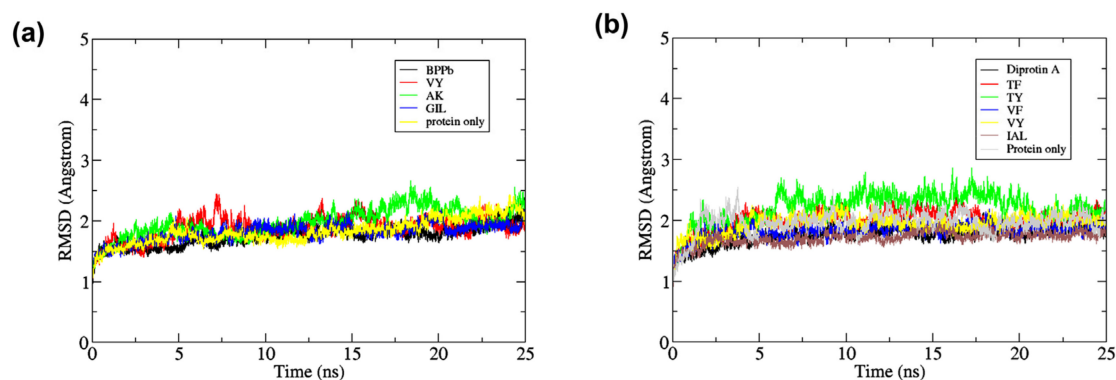 (a)
5
4
3
2
1
0
RMSD (Angstrom)
BPPb
VY
AK
GIL
protein only
0 5 10 15 20 25
Time (ns)
(b)
5
4
3
2
1
0
RMSD (Angstrom)
Diprotin A
TF
TY
VF
VY
IAL
Protein only
0 5 10 15 20 25
Time (ns)